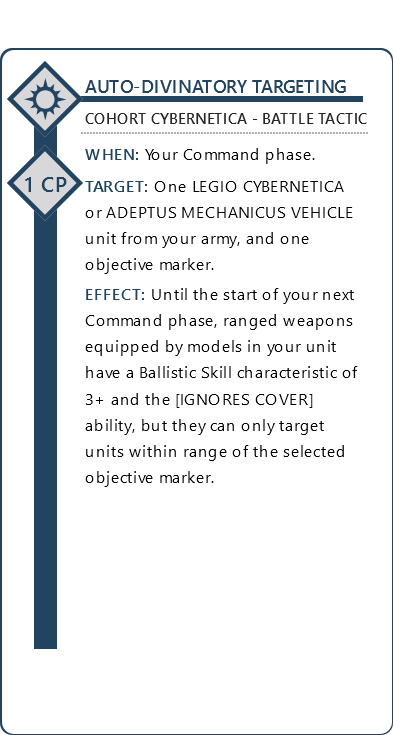 AUTO-DIVINATORY TARGETING
COHORT CYBERNETICA - BATTLE TACTIC
WHEN: Your Command phase.
1 CP
TARGET: One LEGIO CYBERNETICA
or ADEPTUS MECHANICUS VEHICLE
unit from your army, and one
objective marker.
EFFECT: Until the start of your next
Command phase, ranged weapons
equipped by models in your unit
have a Ballistic Skill characteristic of
3+ and the [IGNORES COVER]
ability, but they can only target
units within range of the selected
objective marker.